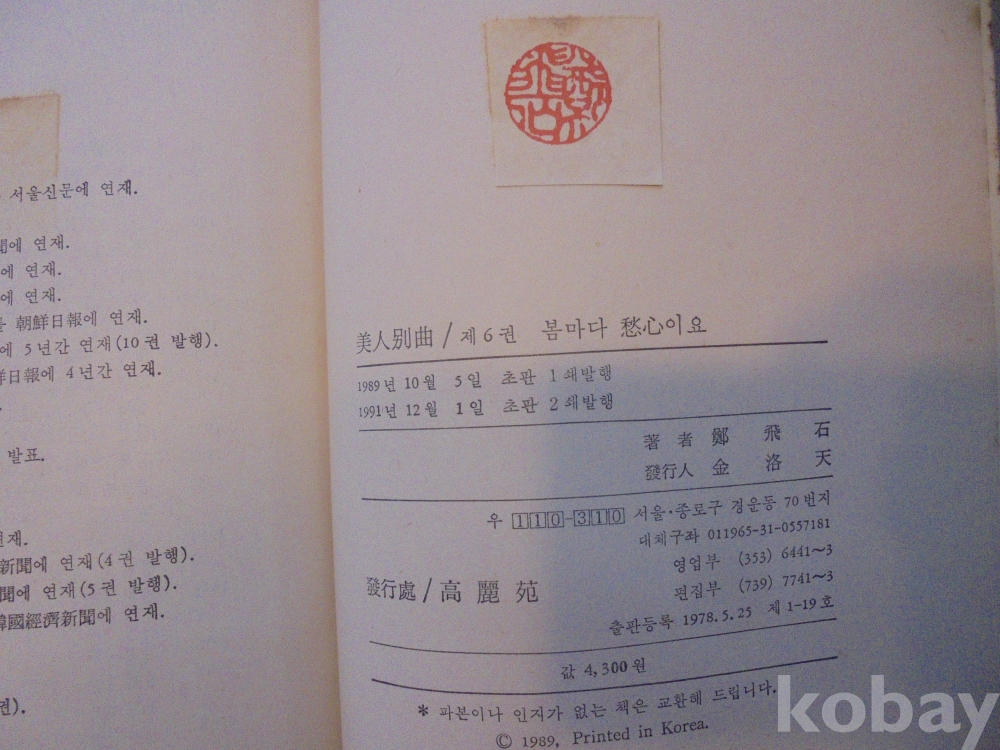 서울신문에 연재.
聞에 연재.
에 연재.
에 연재.
朝鮮日報에 연재.
에 5년간 연재(10권 발행).
日報에 4년간 연재.
발표.
연재.
新聞에 연재(4권 발행).
聞에 연재(5권 발행).
韓國經濟新聞에 연재.
권).
美人別曲/제6권 봄마다 愁心이요
1989년 10월 5일 초판 1쇄발행
1991년 12월 1일 초판 2쇄발행
著者 鄭飛石
發行人 金洛天
우 110-310 서울·종로구 경운동 70번지
대체구좌 011965-31-0557181
영업부 (353) 6441~3
편집부 (739) 7741~3
發行處/高麗苑
출판등록 1978.5.25 제1-19호
값 4,300원
* 파본이나 인지가 없는 책은 교환해 드립니다.
© 1989, Printed in Korea.
kobay